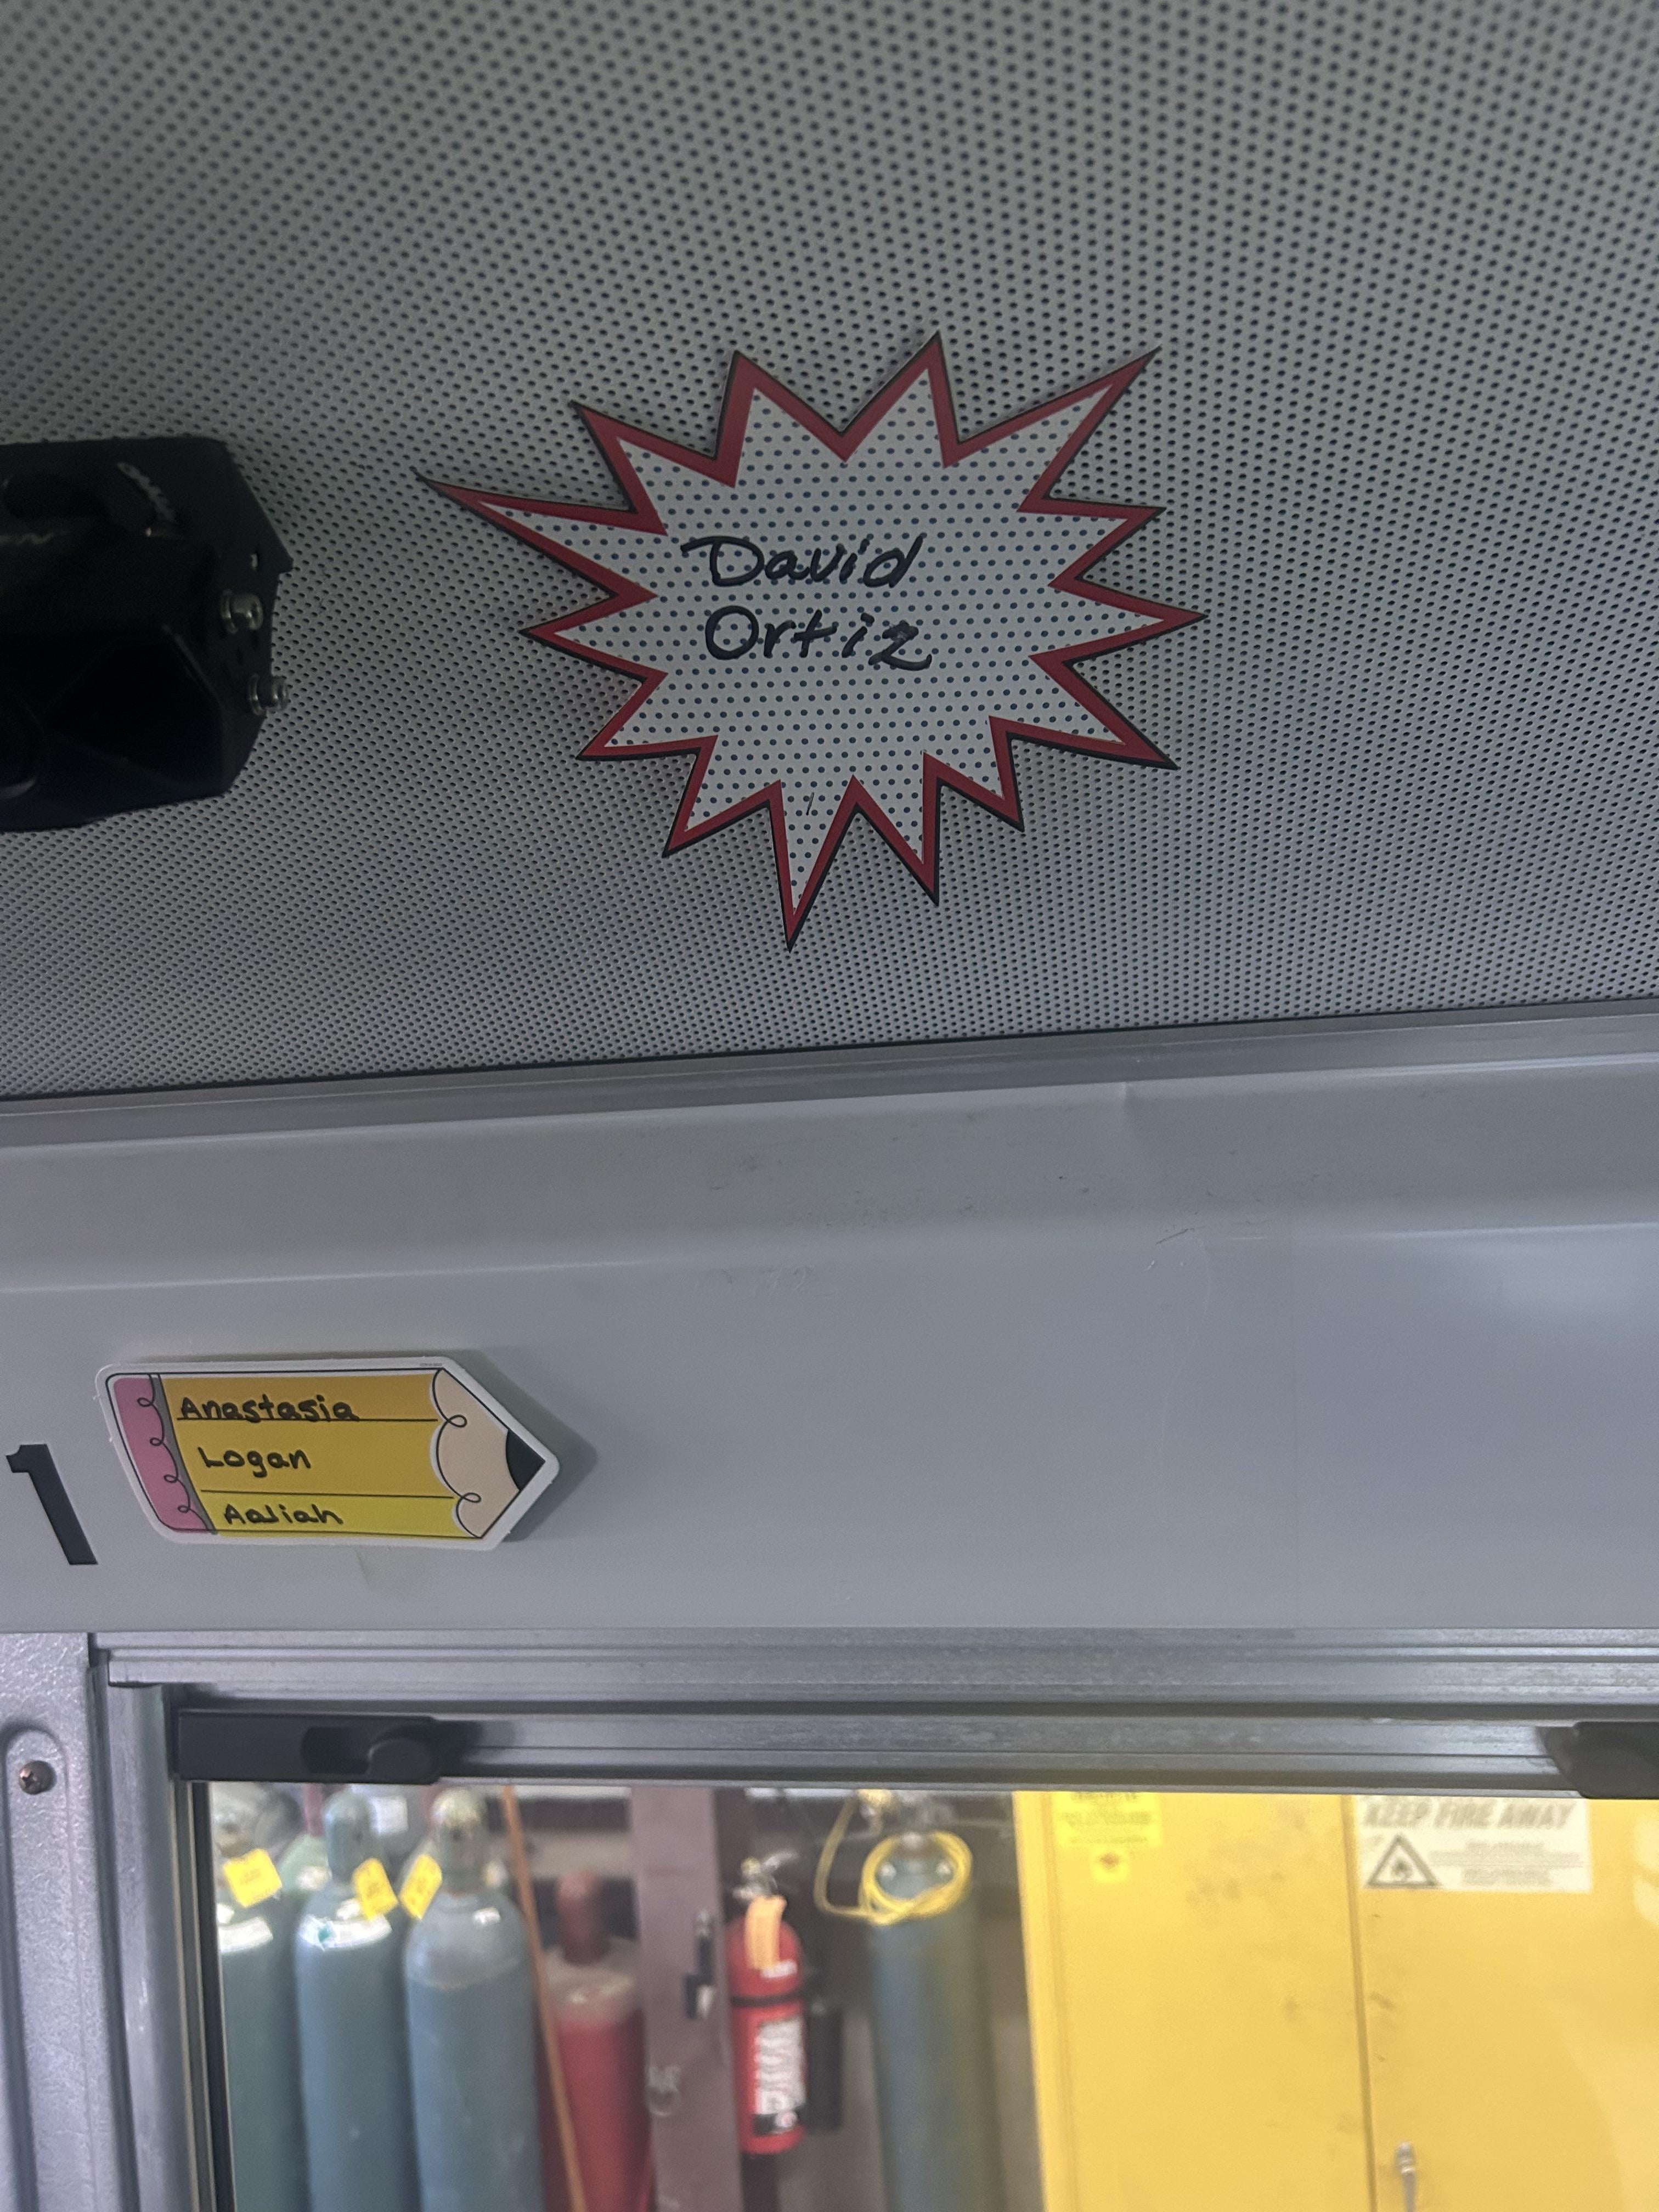 David
Ortiz
1
Anastasia
Logan
Aaliah
KEEP FIRE AWAY